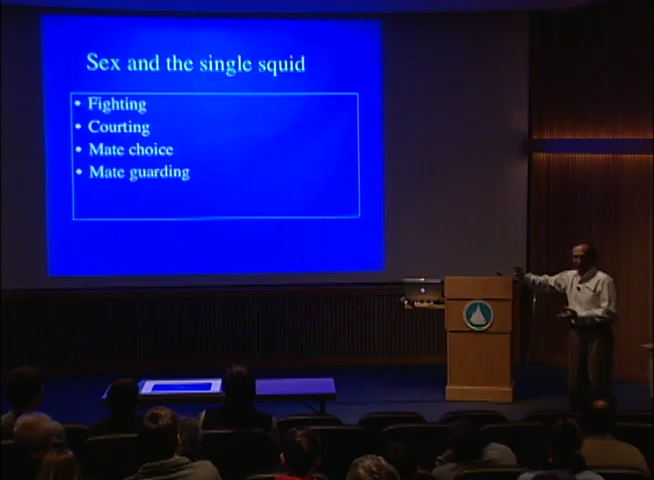 Sex and the single squid
• Fighting
• Courting
• Mate choice
• Mate guarding